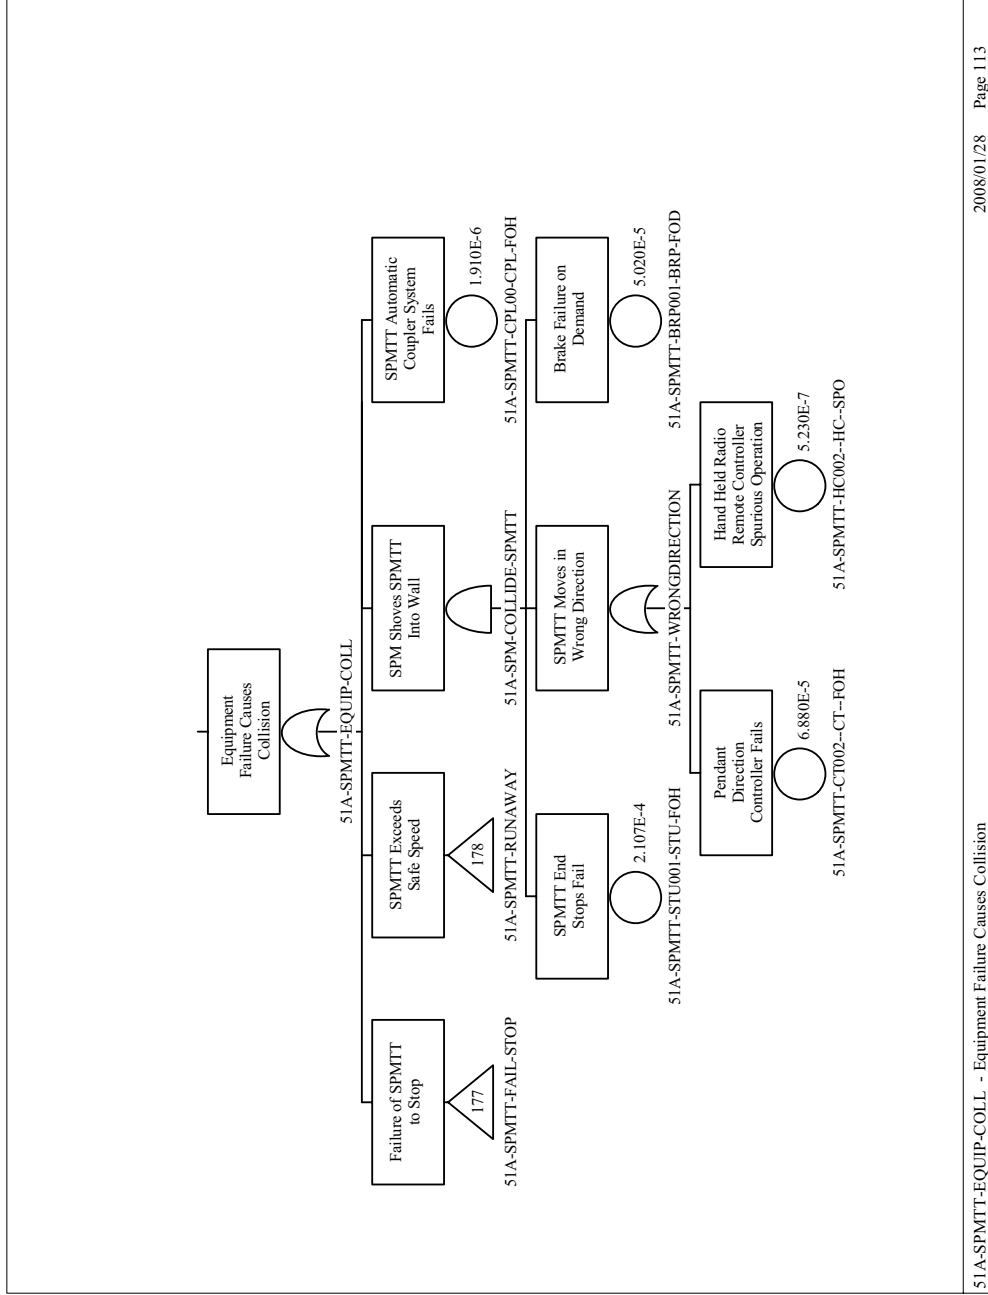 Equipment
Failure Causes
Collision
51A-SPMTT-EQUIP-COLL
Failure of SPMTT
to Stop
177
51A-SPMTT-FAIL-STOP
SPMTT Exceeds
Safe Speed
178
51A-SPMTT-RUNAWAY
SPM Shoves SPMTT
Into Wall
51A-SPM-COLLIDE-SPMTT
SPMTT Automatic
Coupler System
Fails
1.910E-6
51A-SPMTT-CPL00-CPL-FOH
SPMTT End
Stops Fail
2.107E-4
51A-SPMTT-STU001-STU-FOH
SPMTT Moves in
Wrong Direction
51A-SPMTT-WRONGDIRECTION
Brake Failure on
Demand
5.020E-5
51A-SPMTT-BRP001-BRP-FOD
Pendant
Direction
Controller Fails
6.880E-5
51A-SPMTT-CT002--CT--FOH
Hand Held Radio
Remote Controller
Spurious Operation
5.230E-7
51A-SPMTT-HC002--HC--SPO
51A-SPMTT-EQUIP-COLL - Equipment Failure Causes Collision
2008/01/28 Page 113